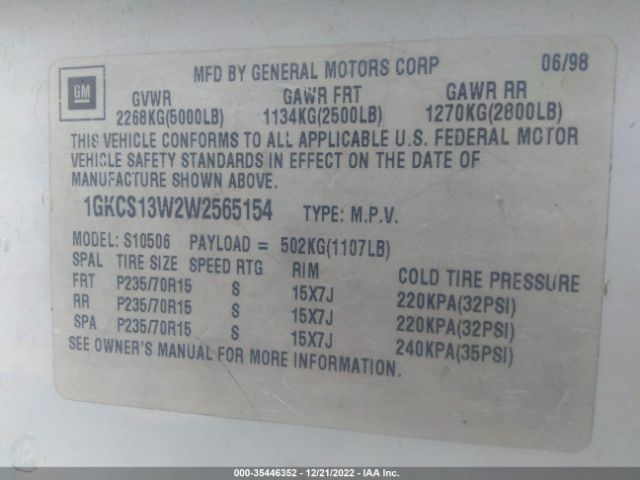 GM
MFD BY GENERAL MOTORS CORP 06/98
GVWR GAWR FRT GAWR RR
2268KG(5000LB) 1134KG(2500LB) 1270KG(2800LB)
THIS VEHICLE CONFORMS TO ALL APPLICABLE U.S. FEDERAL MOTOR
VEHICLE SAFETY STANDARDS IN EFFECT ON THE DATE OF
MANUFACTURE SHOWN ABOVE.
1GKCS13W2W2565154 TYPE: M.P.V.
MODEL: S10506 PAYLOAD = 502KG(1107LB)
SPAL TIRE SIZE SPEED RTG RIM COLD TIRE PRESSURE
FRT P235/70R15 S 15X7J 220KPA(32PSI)
RR P235/70R15 S 15X7J 220KPA(32PSI)
SPA P235/70R15 S 15X7J 240KPA(35PSI)
SEE OWNER'S MANUAL FOR MORE INFORMATION.
000-35446352 - 12/21/2022 - IAA Inc.